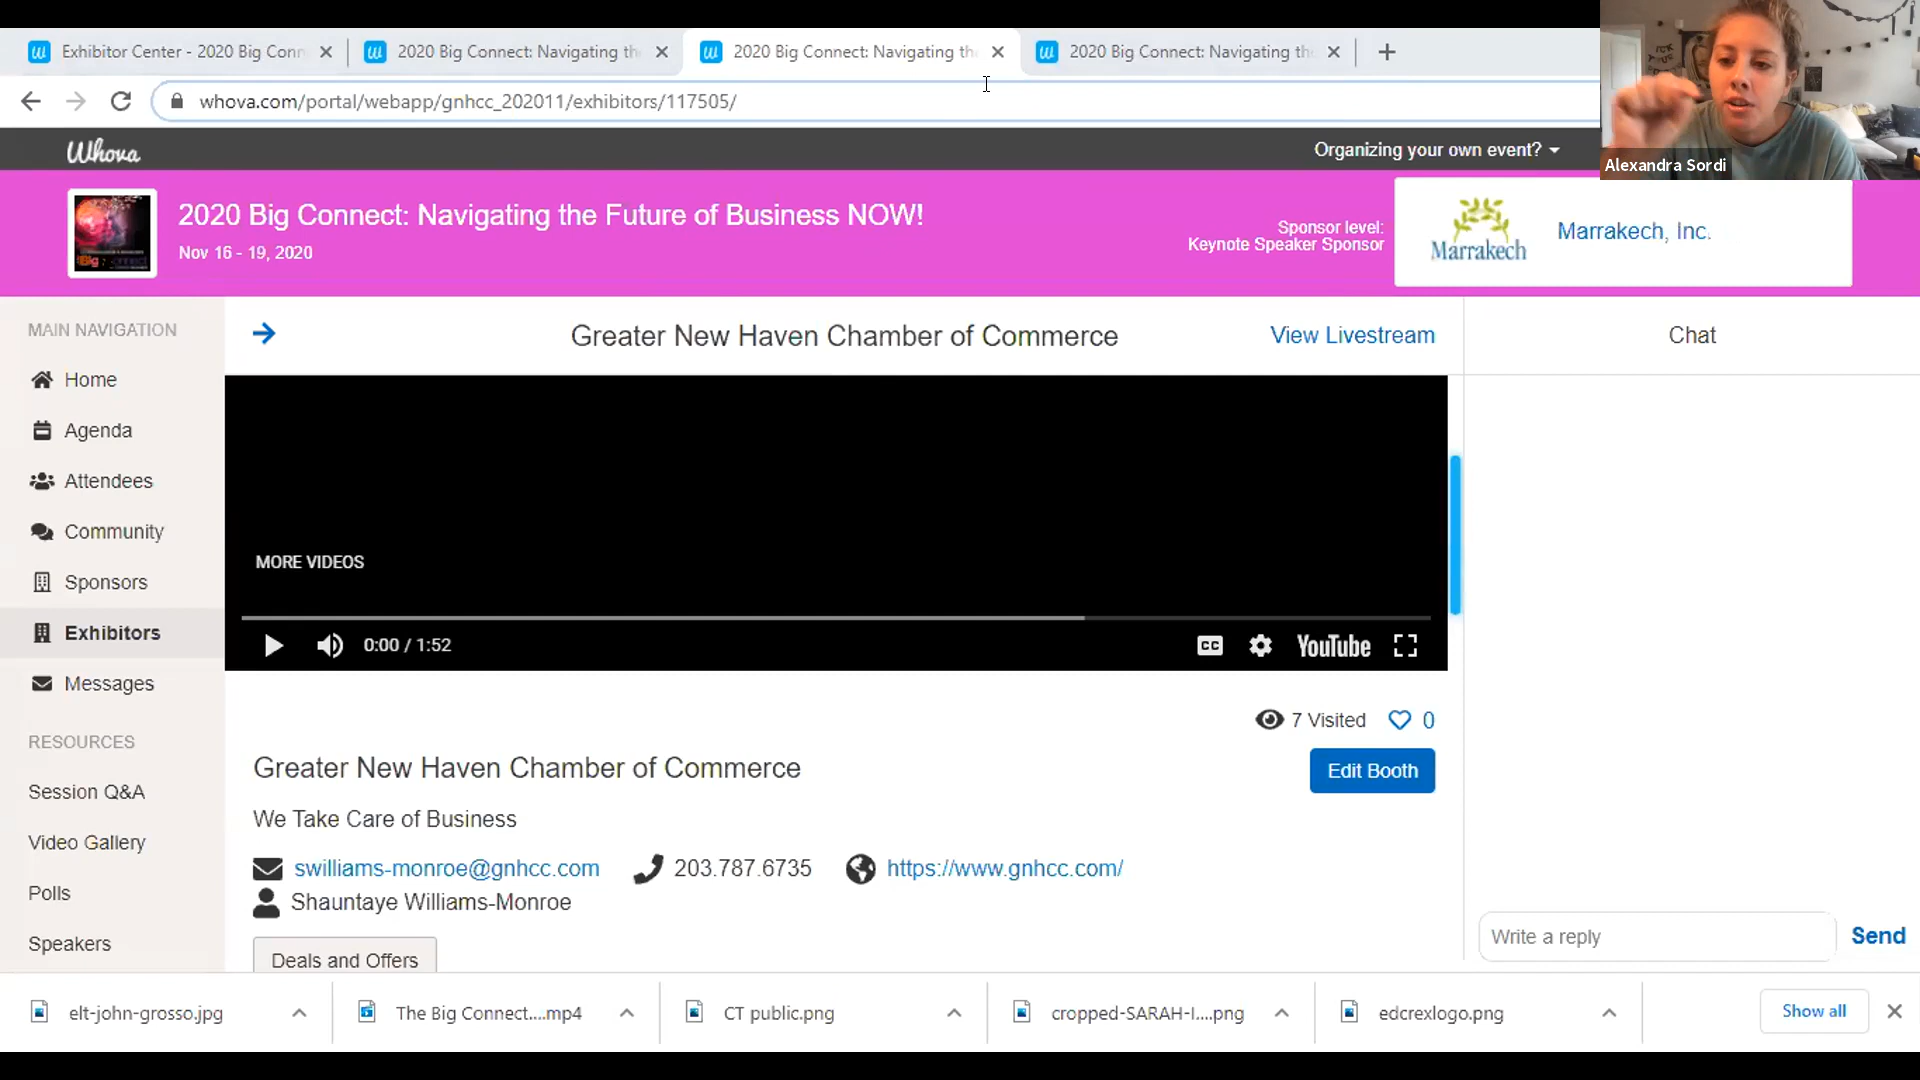 Exhibitor Center - 2020 Big Conn
2020 Big Connect: Navigating th
2020 Big Connect: Navigating the
2020 Big Connect: Navigating th
whova.com/portal/webapp/gnhcc_202011/exhibitors/117505/
Alexandra Sordi
Whova
Organizing your own event?
2020 Big Connect: Navigating the Future of Business NOW!
Nov 16 - 19, 2020
Sponsor level:
Keynote Speaker Sponsor
Marrakech
Marrakech, Inc.
MAIN NAVIGATION
Home
Agenda
Attendees
Community
Sponsors
Exhibitors
Messages
RESOURCES
Session Q&A
Video Gallery
Polls
Speakers
Greater New Haven Chamber of Commerce
View Livestream
Chat
MORE VIDEOS
0:00 / 1:52
CC
YouTube
7 Visited
0
Greater New Haven Chamber of Commerce
Edit Booth
We Take Care of Business
swilliams-monroe@gnhcc.com 203.787.6735 https://www.gnhcc.com/
Shauntaye Williams-Monroe
Deals and Offers
Write a reply
Send
elt-john-grosso.jpg
The Big Connect....mp4
CT public.png
cropped-SARAH-I....png
edcrexlogo.png
Show all